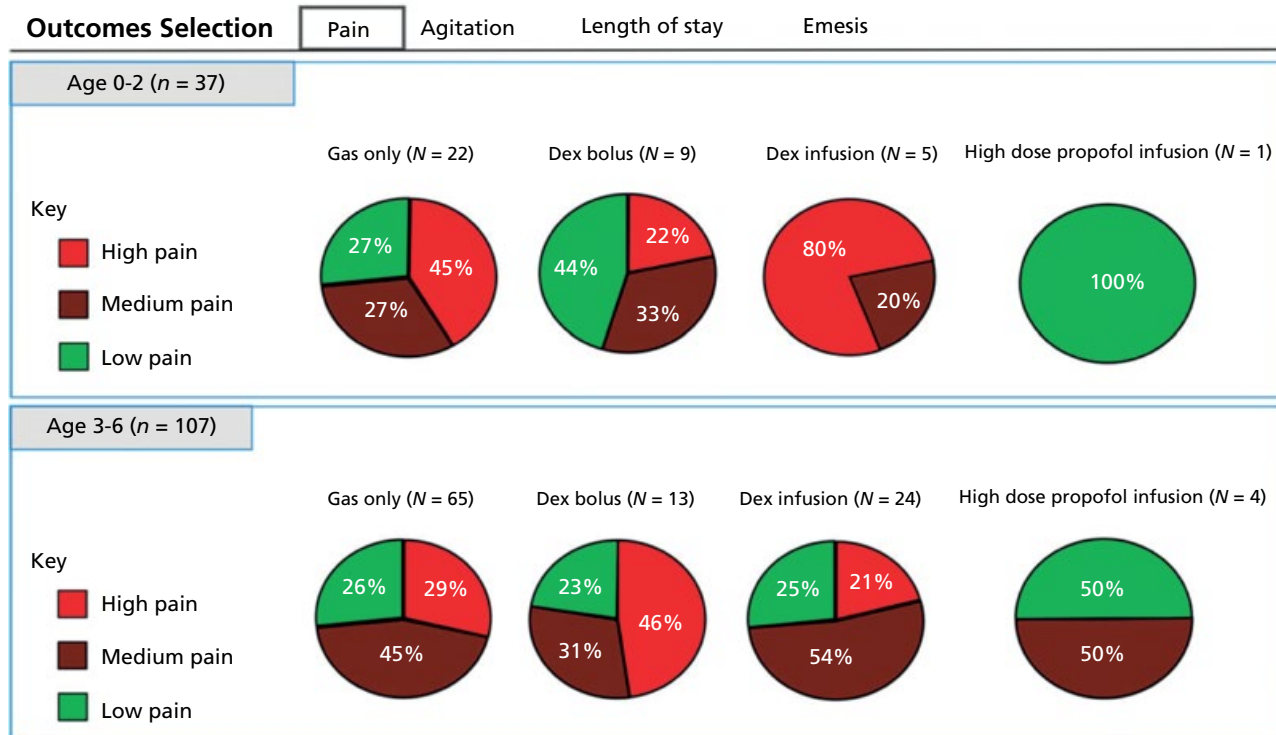 Outcomes Selection Pain Agitation Length of stay Emesis
Age 0-2 (n = 37)
Gas only (N = 22) Dex bolus (N = 9) Dex infusion (N = 5) High dose propofol infusion (N = 1)
Key
High pain
Medium pain
Low pain
27% 45% 27%
44% 22% 33%
80% 20%
100%
Age 3-6 (n = 107)
Gas only (N = 65) Dex bolus (N = 13) Dex infusion (N = 24) High dose propofol infusion (N = 4)
Key
High pain
Medium pain
Low pain
26% 29% 45%
23% 46% 31%
25% 21% 54%
50% 50%